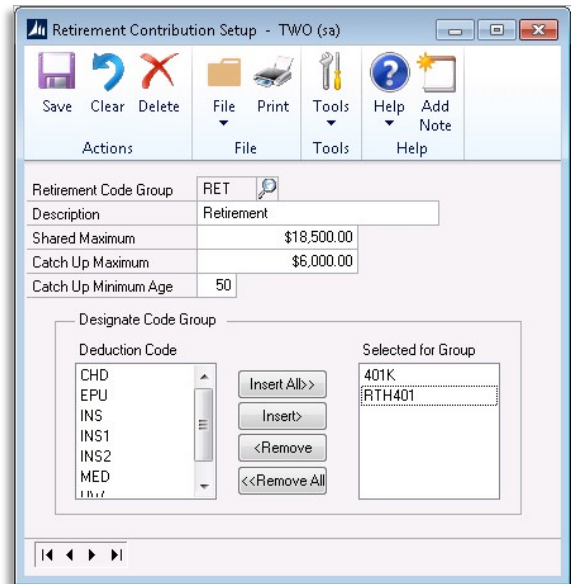 Retirement Contribution Setup - TWO (sa)
Save Clear Delete File Print Tools Help Add Note
Actions File Tools Help
Retirement Code Group RET
Description Retirement
Shared Maximum $18,500.00
Catch Up Maximum $6,000.00
Catch Up Minimum Age 50
Designate Code Group
Deduction Code Selected for Group
CHD 401K
EPU RTH401
INS
INS1
INS2
MED
Insert All>>
Insert>
<Remove
<<Remove All